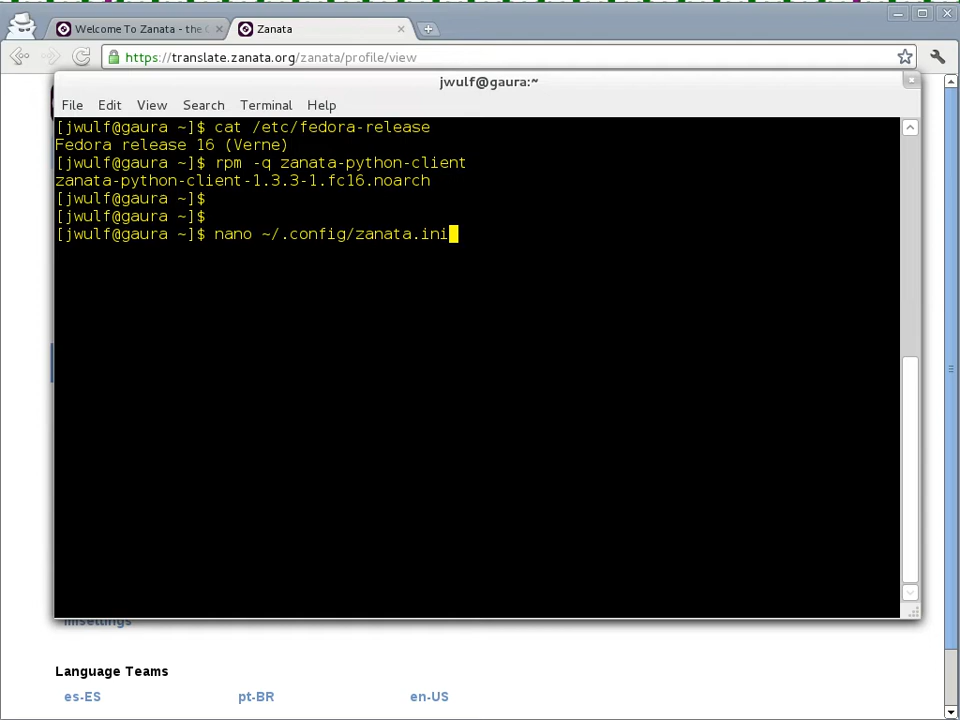 Welcome To Zanata - the
Zanata
https://translate.zanata.org/zanata/profile/view
jwulf@gaura:~
File Edit View Search Terminal Help
[jwulf@gaura ~]$ cat /etc/fedora-release
Fedora release 16 (Verne)
[jwulf@gaura ~]$ rpm -q zanata-python-client
zanata-python-client-1.3.3-1.fc16.noarch
[jwulf@gaura ~]$
[jwulf@gaura ~]$
[jwulf@gaura ~]$ nano ~/.config/zanata.ini
Language Teams
es-ES pt-BR en-US